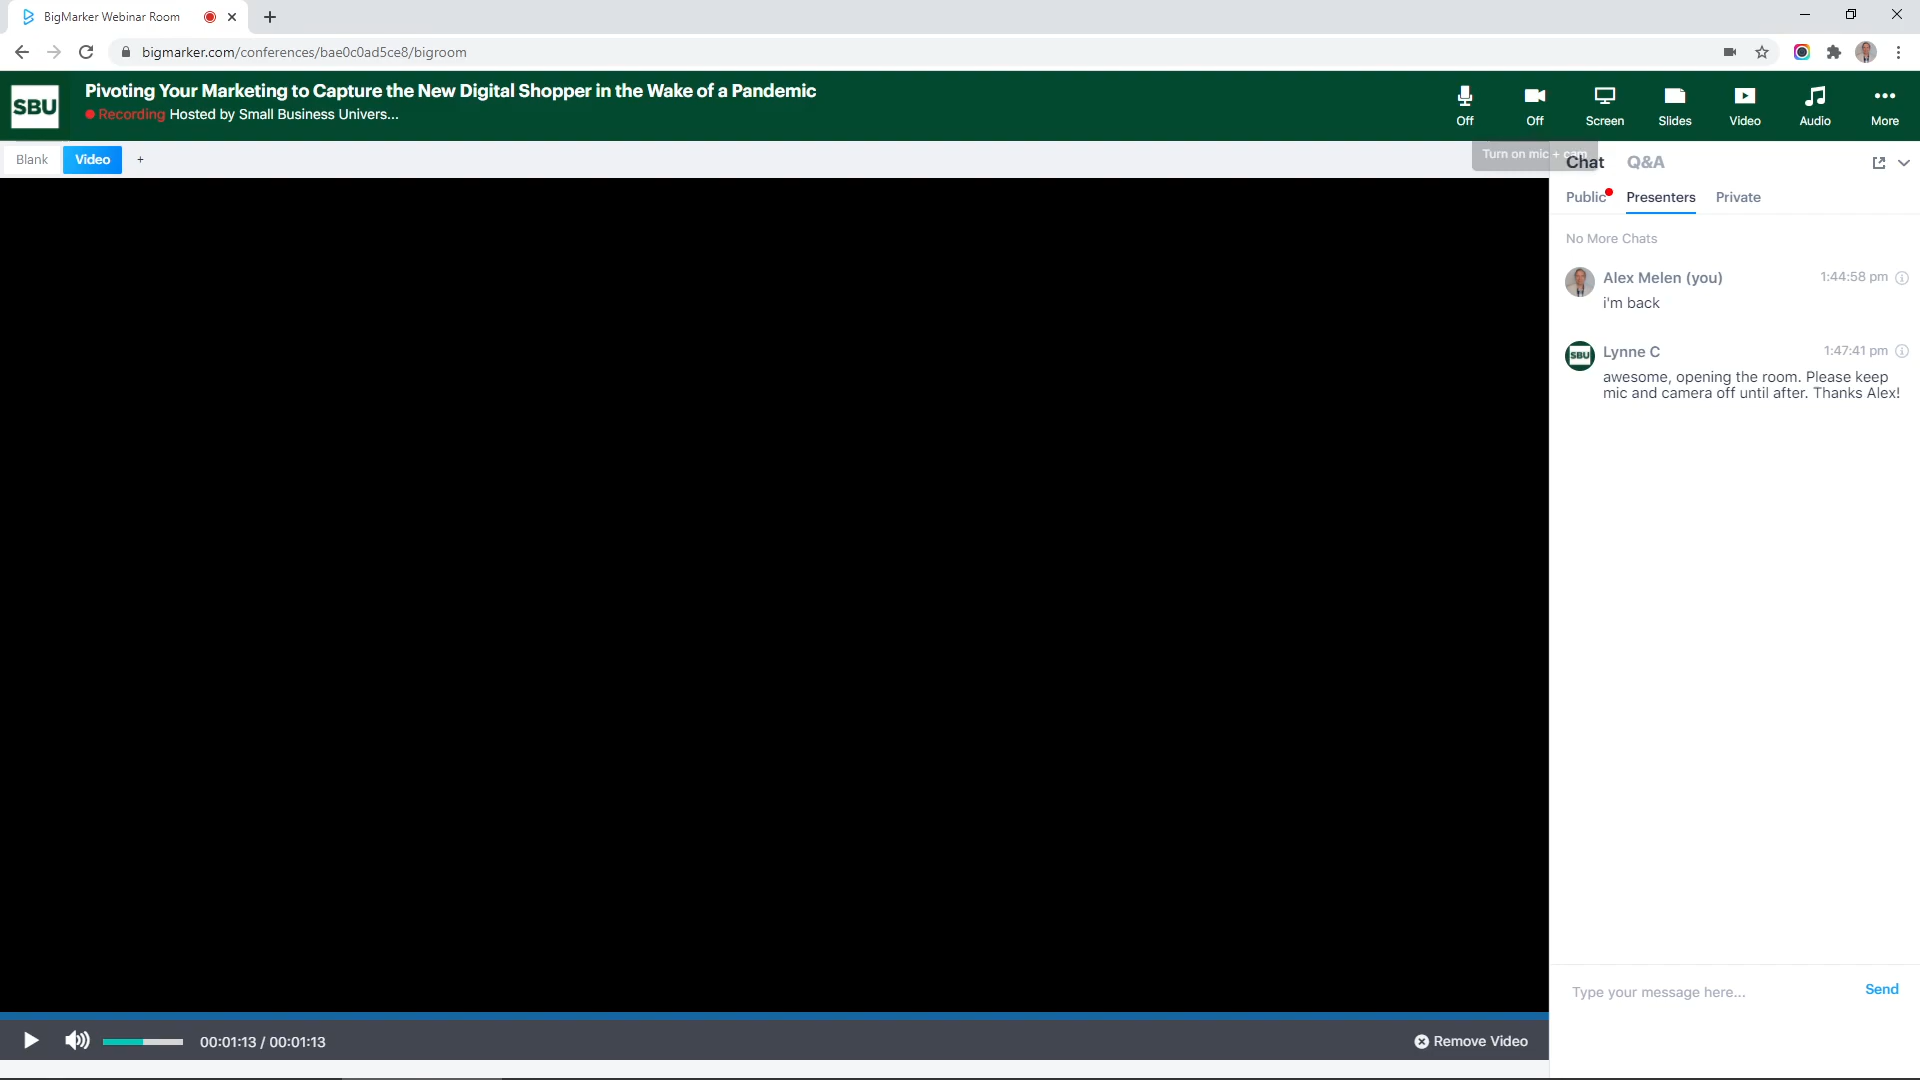 BigMarker Webinar Room
bigmarker.com/conferences/bae0c0ad5ce8/bigroom
SBU
Pivoting Your Marketing to Capture the New Digital Shopper in the Wake of a Pandemic
Recording Hosted by Small Business Univers...
Off
Off
Screen
Slides
Video
Audio
More
Blank
Video
+
Turn on mic + cam
Chat
Q&A
Public
Presenters
Private
No More Chats
Alex Melen (you)
1:44:58 pm
i'm back
SBU
Lynne C
1:47:41 pm
awesome, opening the room. Please keep
mic and camera off until after. Thanks Alex!
Type your message here...
Send
00:01:13 / 00:01:13
Remove Video